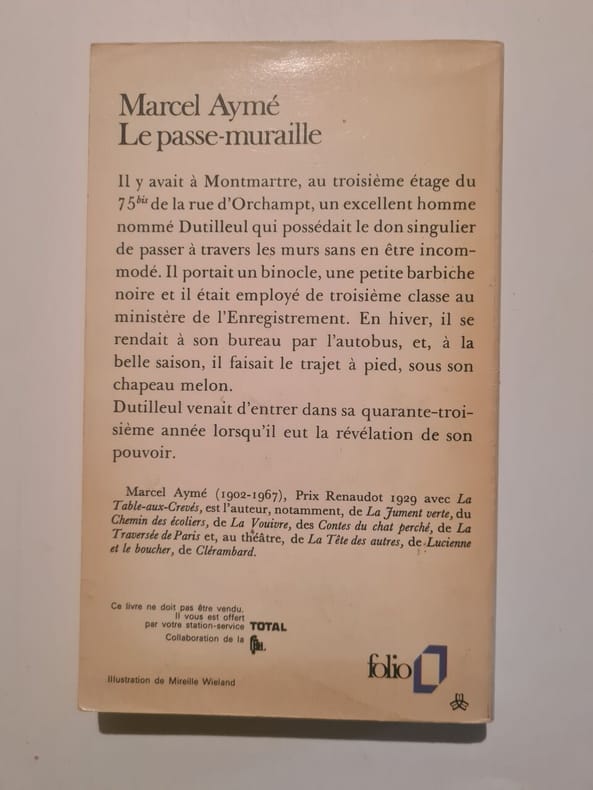 Marcel Aymé
Le passe-muraille
Il y avait à Montmartre, au troisième étage du
75bis de la rue d'Orchampt, un excellent homme
nommé Dutilleul qui possédait le don singulier
de passer à travers les murs sans en être incom-
modé. Il portait un binocle, une petite barbiche
noire et il était employé de troisième classe au
ministère de l'Enregistrement. En hiver, il se
rendait à son bureau par l'autobus, et, à la
belle saison, il faisait le trajet à pied, sous son
chapeau melon.
Dutilleul venait d'entrer dans sa quarante-troi-
sième année lorsqu'il eut la révélation de son
pouvoir.
Marcel Aymé (1902-1967), Prix Renaudot 1929 avec La
Table-aux-Crevés, est l'auteur, notamment, de La Jument verte, du
Chemin des écoliers, de La Vouivre, des Contes du chat perché, de La
Traversée de Paris et, au théâtre, de La Tête des autres, de Lucienne
et le boucher, de Clérambard.
Ce livre ne doit pas être vendu.
Il vous est offert
par votre station-service TOTAL
Collaboration de la
folio
Illustration de Mireille Wieland